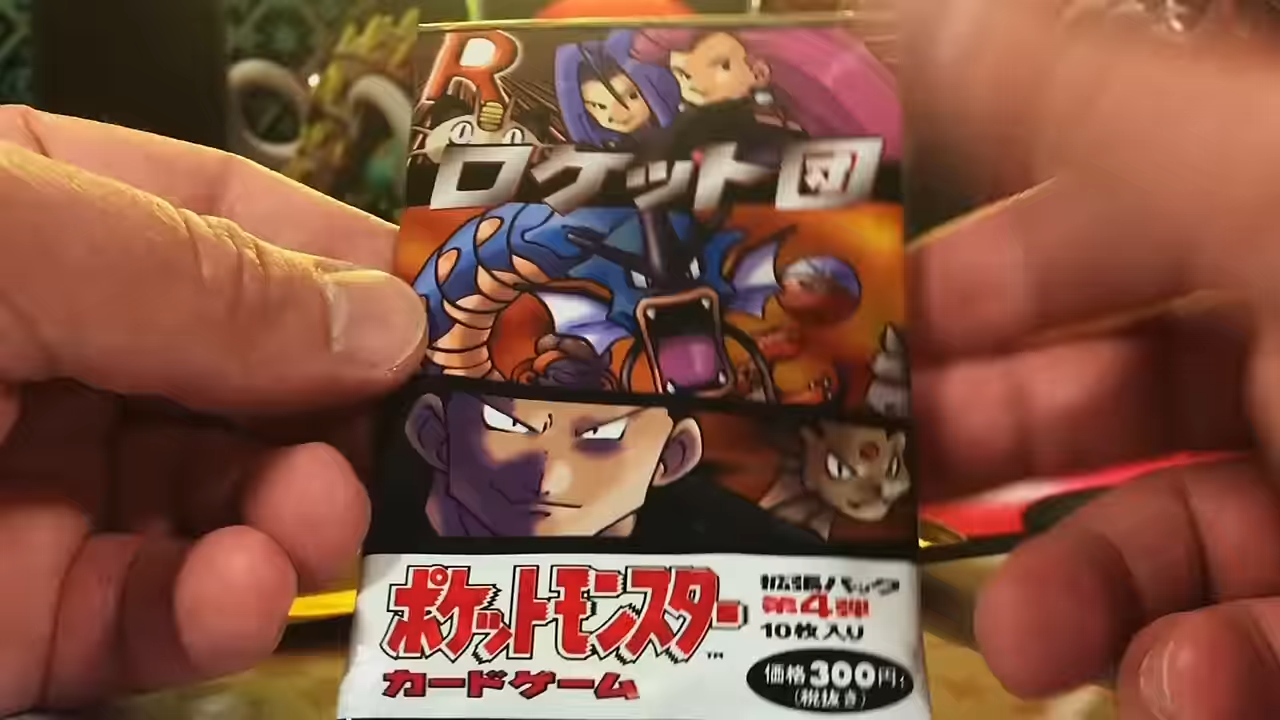 R
ロケット団
ポケットモンスター™
カードゲーム
拡張パック
第4弾
10枚入り
価格300円
(税抜き)